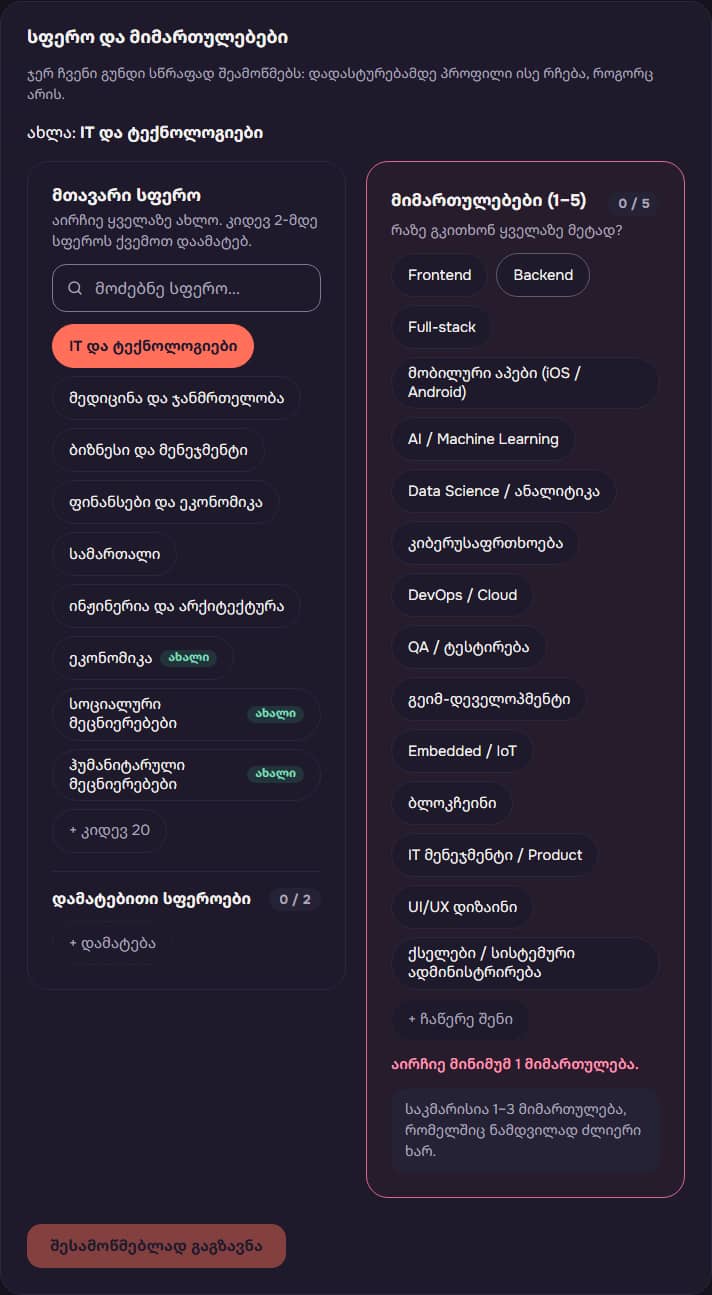 სფერო და მიმართულებები
ჯერ ჩვენი გუნდი სწრაფად შეამოწმებს: დადასტურებამდე პროფილი ისე რჩება, როგორც
არის.
ახლა: IT და ტექნოლოგიები
მთავარი სფერო
აირჩიე ყველაზე ახლო. კიდევ 2-მდე
სფეროს ქვემოთ დაამატებ.
მოძებნე სფერო...
IT და ტექნოლოგიები
მედიცინა და ჯანმრთელობა
ბიზნესი და მენეჯმენტი
ფინანსები და ეკონომიკა
სამართალი
ინჟინერია და არქიტექტურა
ეკონომიკა ახალი
სოციალური
მეცნიერებები ახალი
ჰუმანიტარული
მეცნიერებები ახალი
+ კიდევ 20
დამატებითი სფეროები 0 / 2
+ დამატება
მიმართულებები (1–5) 0 / 5
რაზე გკითხონ ყველაზე მეტად?
Frontend Backend
Full-stack
მობილური აპები (iOS /
Android)
AI / Machine Learning
Data Science / ანალიტიკა
კიბერუსაფრთხოება
DevOps / Cloud
QA / ტესტირება
გეიმ-დეველოპმენტი
Embedded / IoT
ბლოკჩეინი
IT მენეჯმენტი / Product
UI/UX დიზაინი
ქსელები / სისტემური
ადმინისტრირება
+ ჩაწერე შენი
აირჩიე მინიმუმ 1 მიმართულება.
საკმარისია 1–3 მიმართულება,
რომელშიც ნამდვილად ძლიერი
ხარ.
შესამოწმებლად გაგზავნა